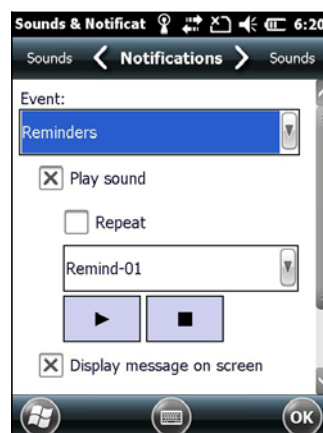 Sounds & Notificat 6:20
Sounds Notifications Sounds
Event:
Reminders
Play sound
Repeat
Remind-01
Display message on screen
OK